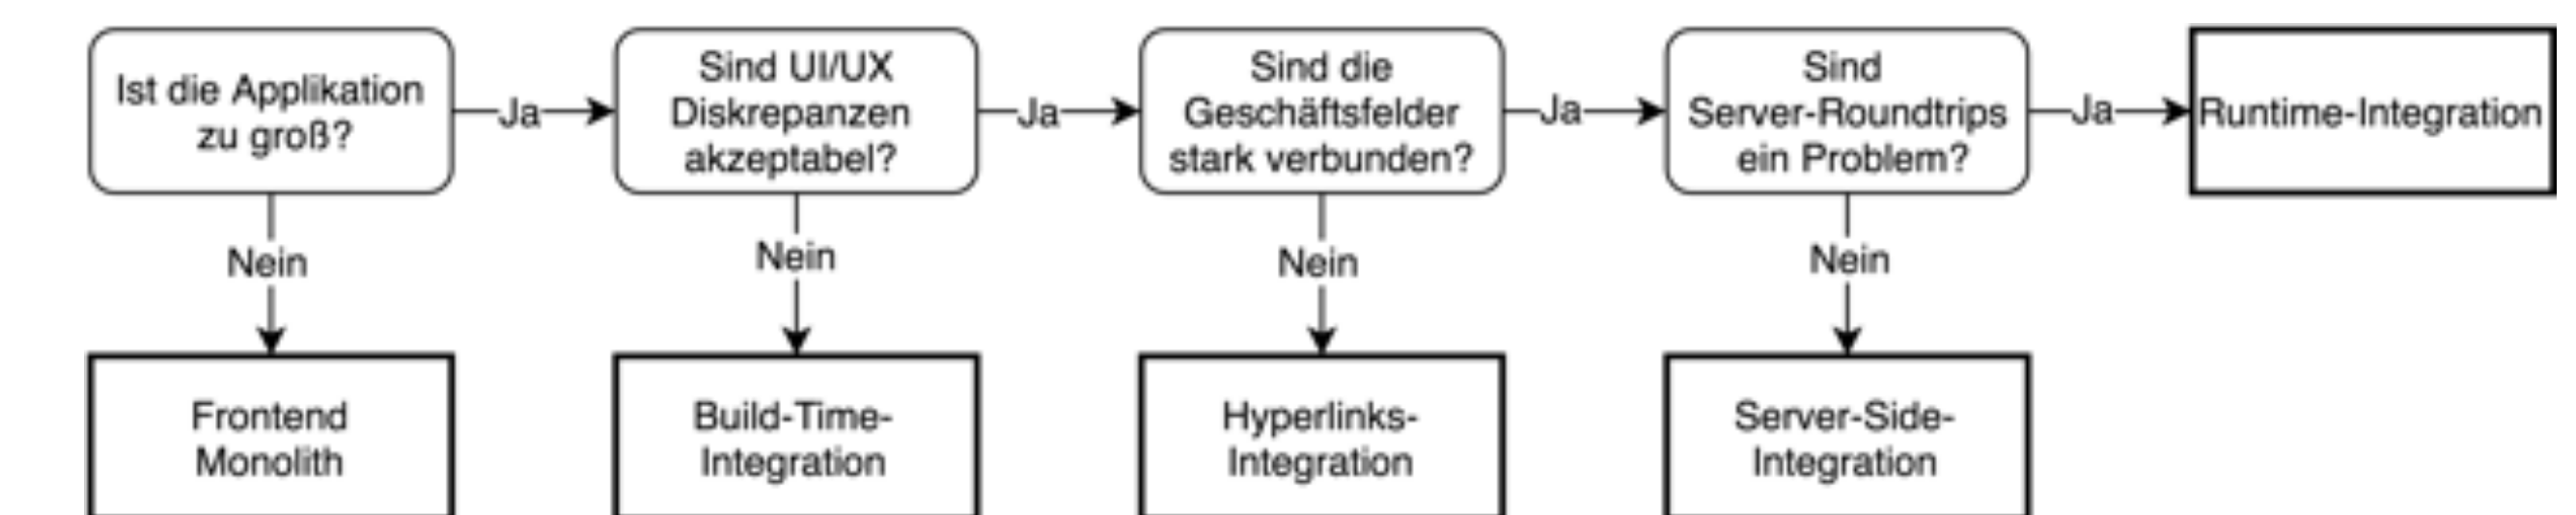 Ist die Applikation
zu groß?
Ja
Sind UI/UX
Diskrepanzen
akzeptabel?
Ja
Sind die
Geschäftsfelder
stark verbunden?
Ja
Sind
Server-Roundtrips
ein Problem?
Ja
Runtime-Integration
Nein
Nein
Nein
Nein
Frontend
Monolith
Build-Time-
Integration
Hyperlinks-
Integration
Server-Side-
Integration